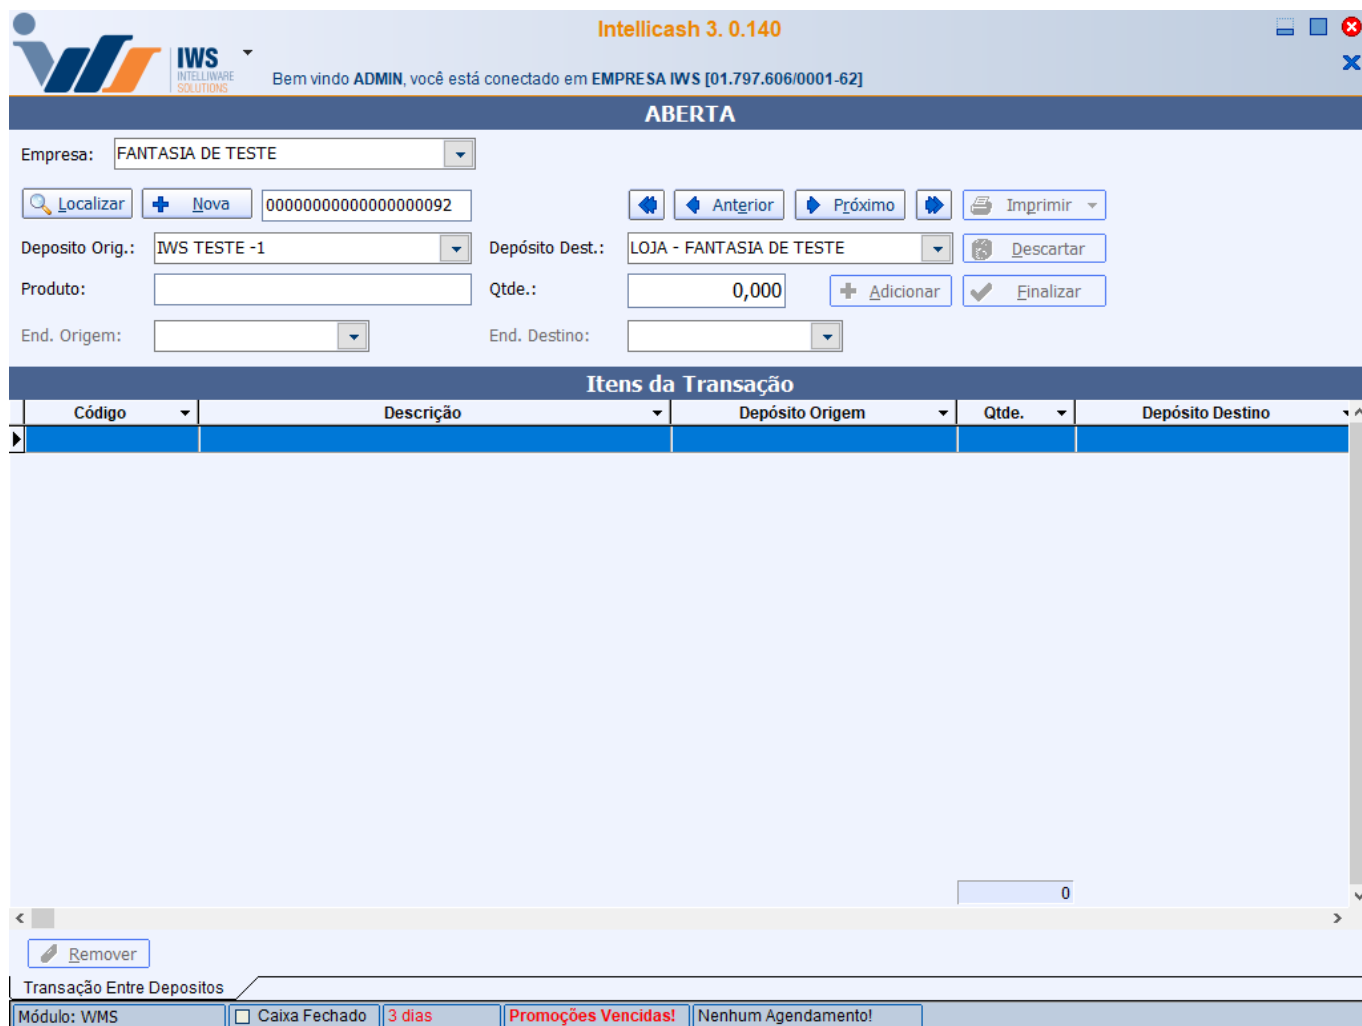 Intellicash 3. 0.140
IWS
INTELLIWARE
SOLUTIONS
Bem vindo ADMIN, você está conectado em EMPRESA IWS [01.797.606/0001-62]
ABERTA
Empresa: FANTASIA DE TESTE
Localizar Nova 00000000000000000092 Anterior Próximo Imprimir
Deposito Orig.: IWS TESTE -1 Depósito Dest.: LOJA - FANTASIA DE TESTE Descartar
Produto: Qtde.: 0,000 Adicionar Finalizar
End. Origem: End. Destino:
Itens da Transação
Código Descrição Depósito Origem Qtde. Depósito Destino
0
Remover
Transação Entre Depositos
Módulo: WMS Caixa Fechado 3 dias Promoções Vencidas! Nenhum Agendamento!